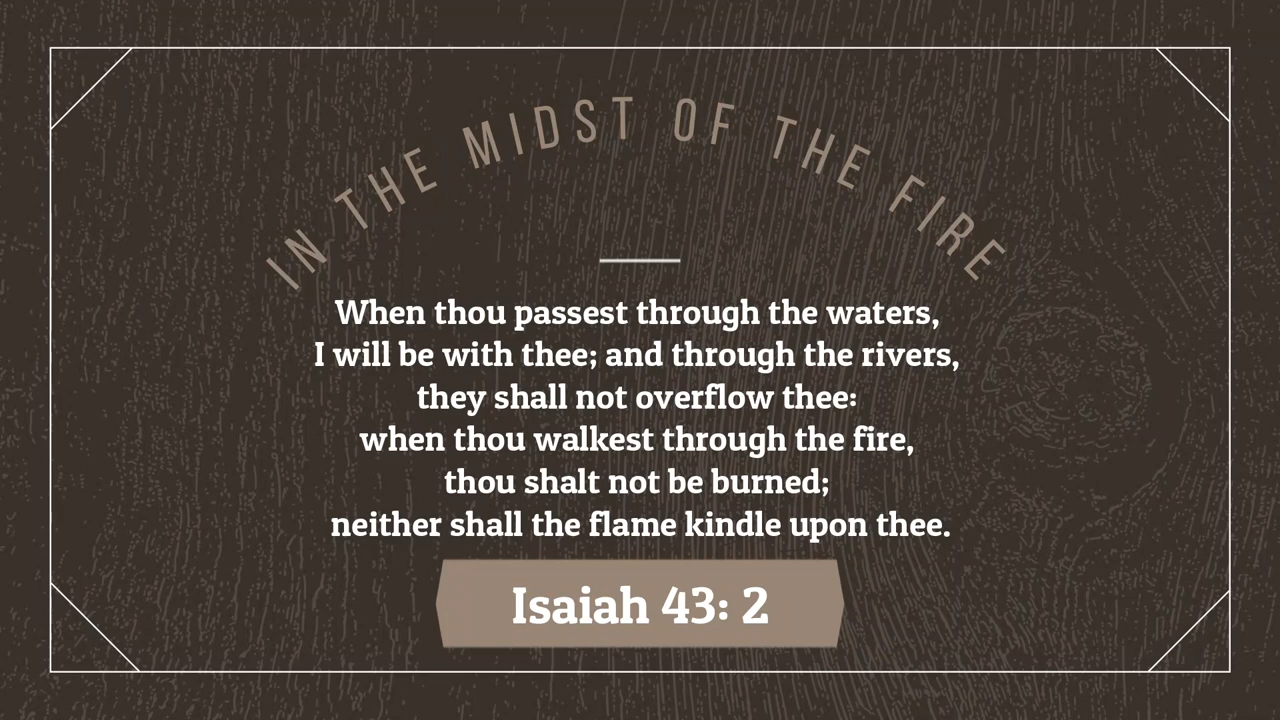 IN THE MIDST OF THE FIRE
When thou passest through the waters,
I will be with thee; and through the rivers,
they shall not overflow thee:
when thou walkest through the fire,
thou shalt not be burned;
neither shall the flame kindle upon thee.
Isaiah 43: 2